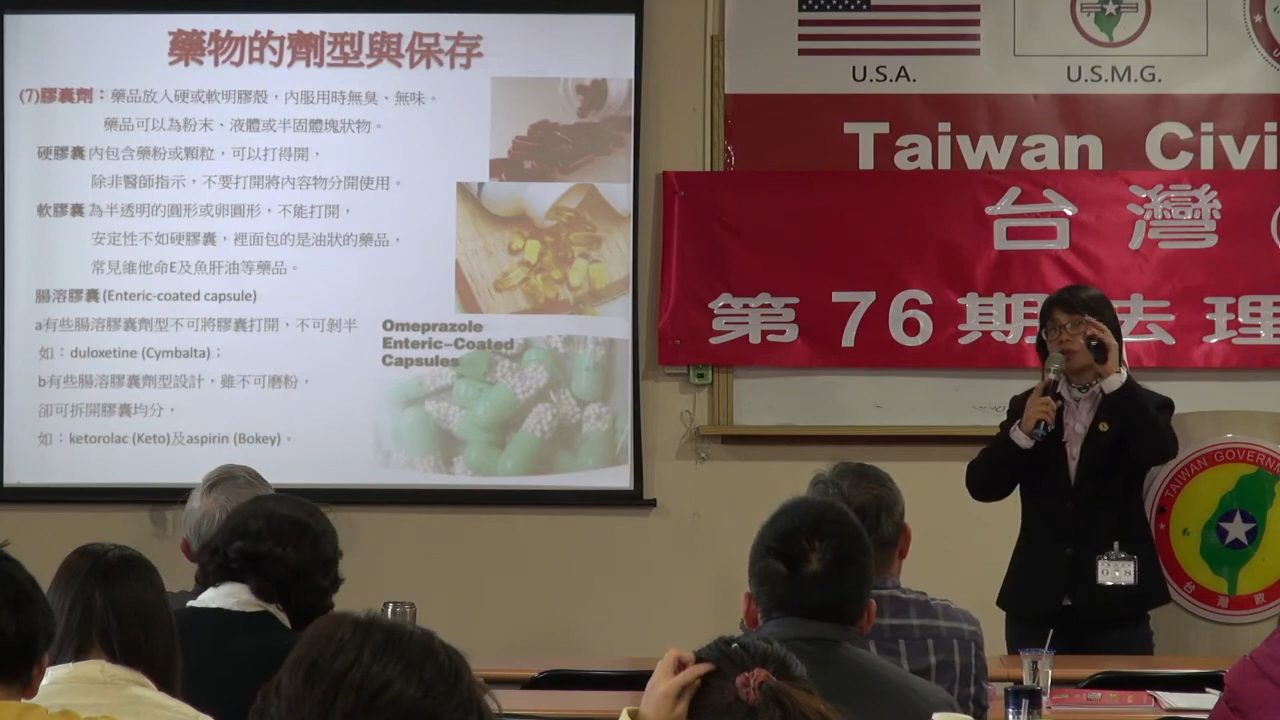 藥物的劑型與保存
(7)膠囊劑：藥品放入硬或軟明膠殼，內服用時無臭、無味。
藥品可以為粉末、液體或半固體塊狀物。
硬膠囊內包含藥粉或顆粒，可以打得開，
除非醫師指示，不要打開將內容物分開使用。
軟膠囊為半透明的圓形或卵圓形，不能打開，
安定性不如硬膠囊，裡面包的是油狀的藥品，
常見維他命E及魚肝油等藥品。
腸溶膠囊(Enteric-coated capsule)
a有些腸溶膠囊劑型不可將膠囊打開，不可剝半
如：duloxetine (Cymbalta)；
b有些腸溶膠囊劑型設計，雖不可磨粉，
卻可拆開膠囊均分，
如：ketorolac (Keto)及aspirin (Bokey)。
Omeprazole
Enteric-Coated
Capsules
U.S.A.
U.S.M.G.
Taiwan Civi
台灣
第76期法理
TAIWAN GOVERNM
台灣政